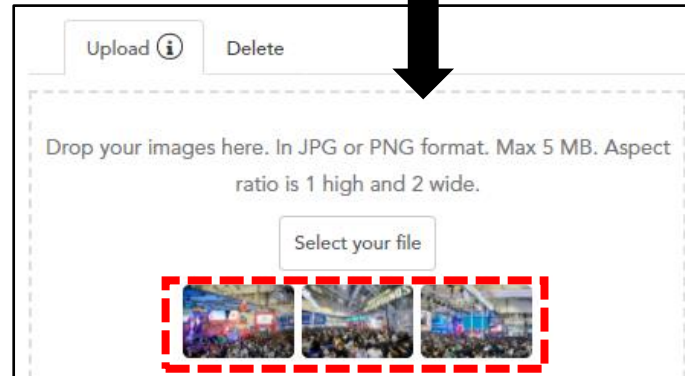 Upload i Delete
Drop your images here. In JPG or PNG format. Max 5 MB. Aspect
ratio is 1 high and 2 wide.
Select your file